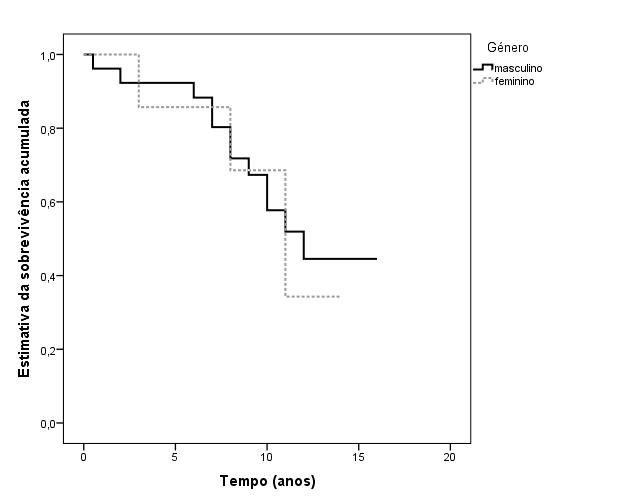 Género
masculino
feminino
Estimativa da sobrevivência acumulada
1,0
0,8
0,6
0,4
0,2
0,0
0 5 10 15 20
Tempo (anos)